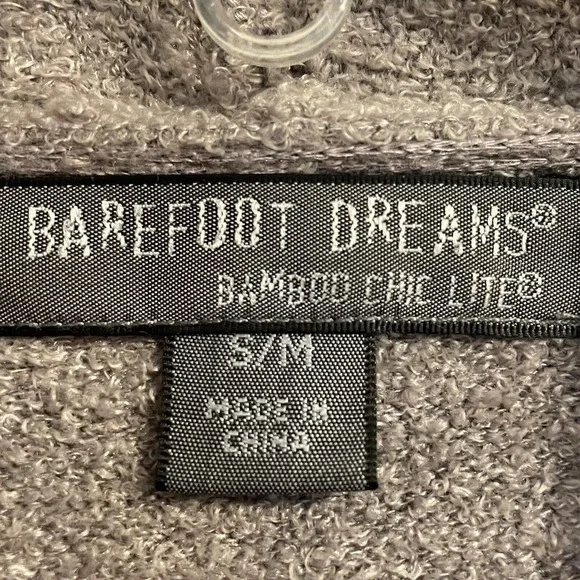 BAREFOOT DREAMS®
BAMBOO CHIC LITE®
S/M
MADE IN
CHINA